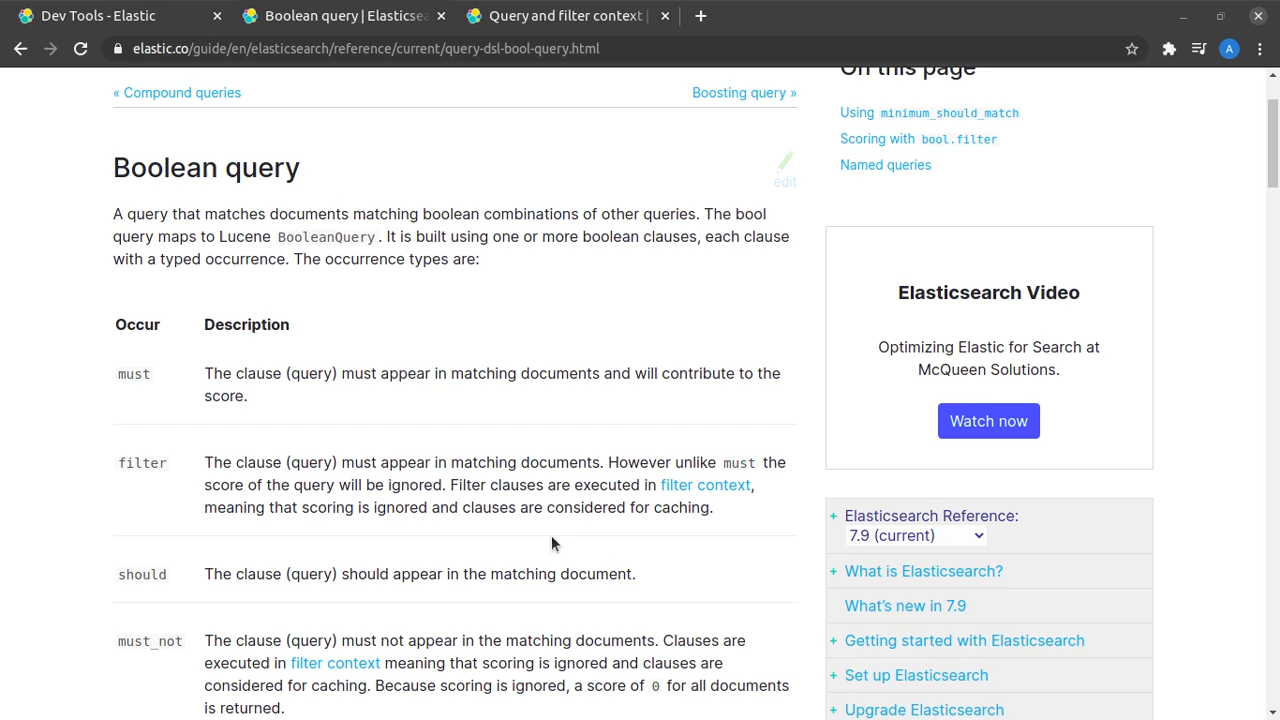 Dev Tools - Elastic
Boolean query | Elasticsea
Query and filter context |
elastic.co/guide/en/elasticsearch/reference/current/query-dsl-bool-query.html
A
« Compound queries
Boosting query »
On this page
Using minimum_should_match
Scoring with bool.filter
Named queries
Boolean query
edit
A query that matches documents matching boolean combinations of other queries. The bool
query maps to Lucene BooleanQuery. It is built using one or more boolean clauses, each clause
with a typed occurrence. The occurrence types are:
Occur Description
must The clause (query) must appear in matching documents and will contribute to the
score.
filter The clause (query) must appear in matching documents. However unlike must the
score of the query will be ignored. Filter clauses are executed in filter context,
meaning that scoring is ignored and clauses are considered for caching.
should The clause (query) should appear in the matching document.
must_not The clause (query) must not appear in the matching documents. Clauses are
executed in filter context meaning that scoring is ignored and clauses are
considered for caching. Because scoring is ignored, a score of 0 for all documents
is returned.
Elasticsearch Video
Optimizing Elastic for Search at
McQueen Solutions.
Watch now
+ Elasticsearch Reference:
7.9 (current)
+ What is Elasticsearch?
What's new in 7.9
+ Getting started with Elasticsearch
+ Set up Elasticsearch
+ Upgrade Elasticsearch